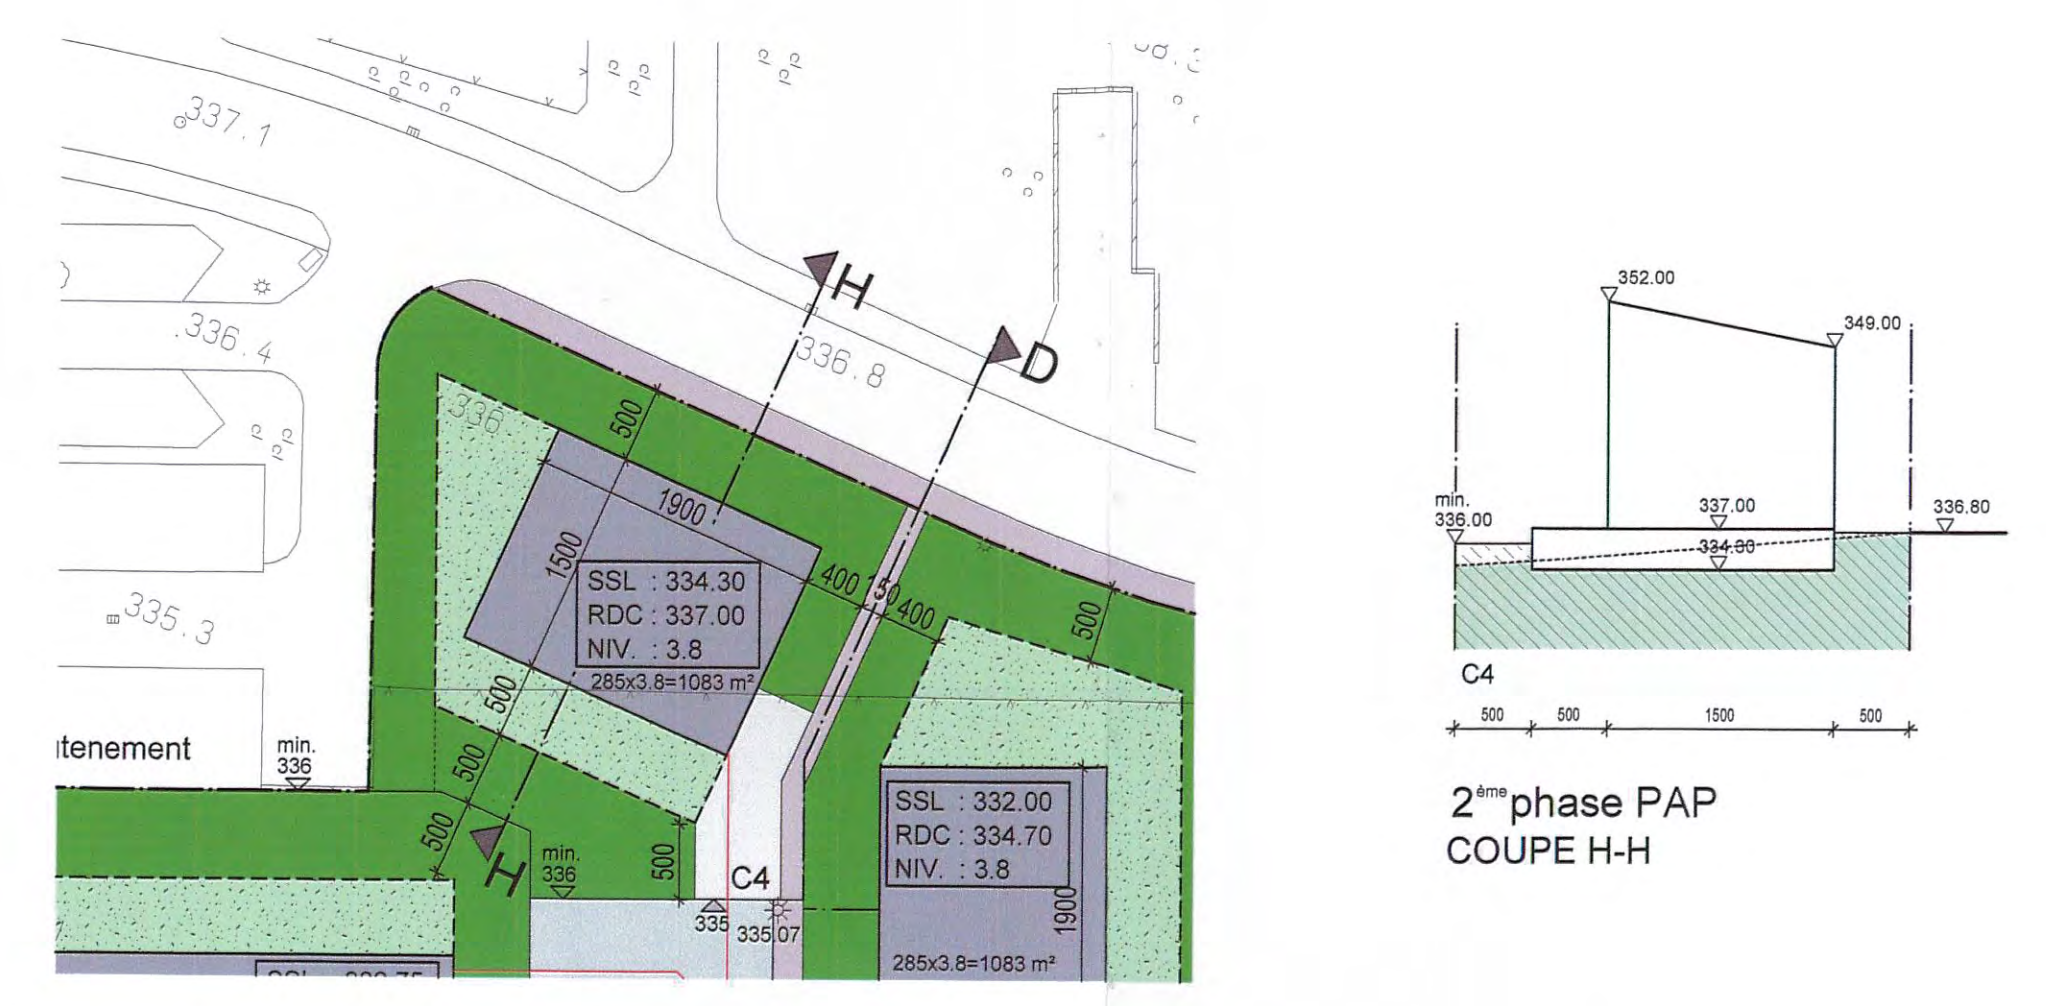 337.1
38.3
H
336.8
D
.336.4
.336
500
1900
1500
SSL : 334.30
RDC : 337.00
NIV. : 3.8
285x3.8=1083 m²
400
150
400
500
335.3
500
500
500
500
tenement
min.
336
H
min.
336
C4
335
335.07
SSL : 332.00
RDC : 334.70
NIV. : 3.8
1900
285x3.8=1083 m²
352.00
349.00
min.
336.00
337.00
336.80
334.30
C4
500 500 1500 500
2ème phase PAP
COUPE H-H